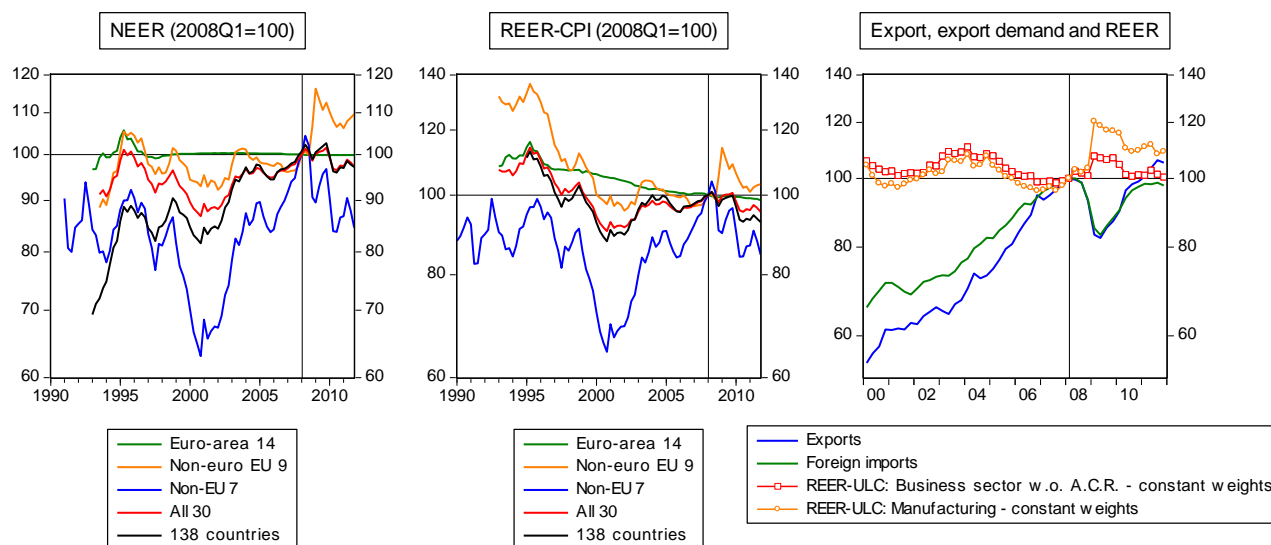 NEER (2008Q1=100)
REER-CPI (2008Q1=100)
Export, export demand and REER
120 120
110 110
100 100
90 90
80 80
70 70
60 60
1990 1995 2000 2005 2010
140 140
120 120
100 100
80 80
60 60
1990 1995 2000 2005 2010
140 140
120 120
100 100
80 80
60 60
00 02 04 06 08 10
Euro-area 14
Non-euro EU 9
Non-EU 7
All 30
138 countries
Euro-area 14
Non-euro EU 9
Non-EU 7
All 30
138 countries
Exports
Foreign imports
REER-ULC: Business sector w.o. A.C.R. - constant weights
REER-ULC: Manufacturing - constant weights